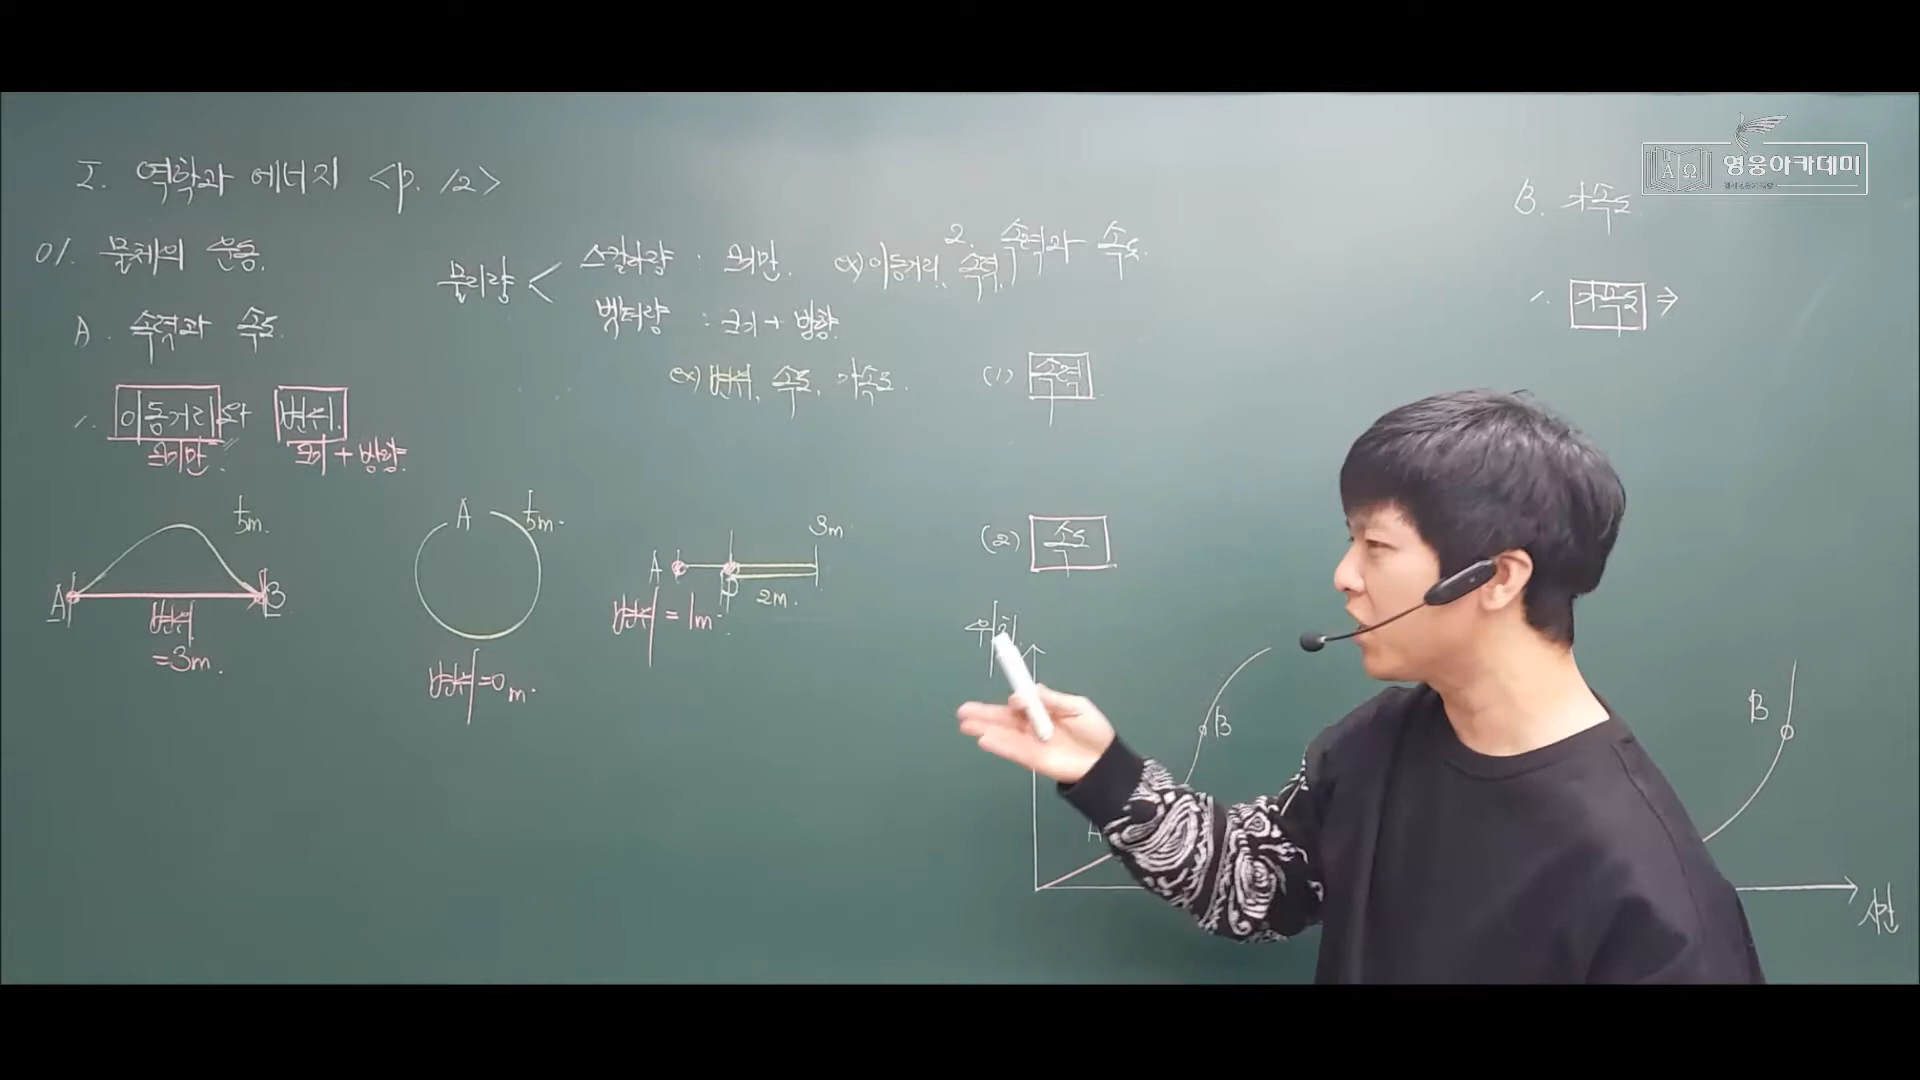 I. 역학과 에너지 <p. 12>
01. 물체의 운동.
A. 속력과 속도.
1. 이동거리와 변위.
크기만. 크기 + 방향.
A B 5m.
변위
=3m.
A 5m.
변위=0m.
A B 3m
2m.
변위 = 1m.
물리량 < 스칼라량 : 크기만. ex) 이동거리, 속력,
벡터량 : 크기 + 방향.
ex) 변위, 속도, 가속도.
2. 속력과 속도.
(1) 속력
(2) 속도
위치
A
B
B
시간
B. 가속도
1. 가속도 ⇒
AΩ
영웅아카데미